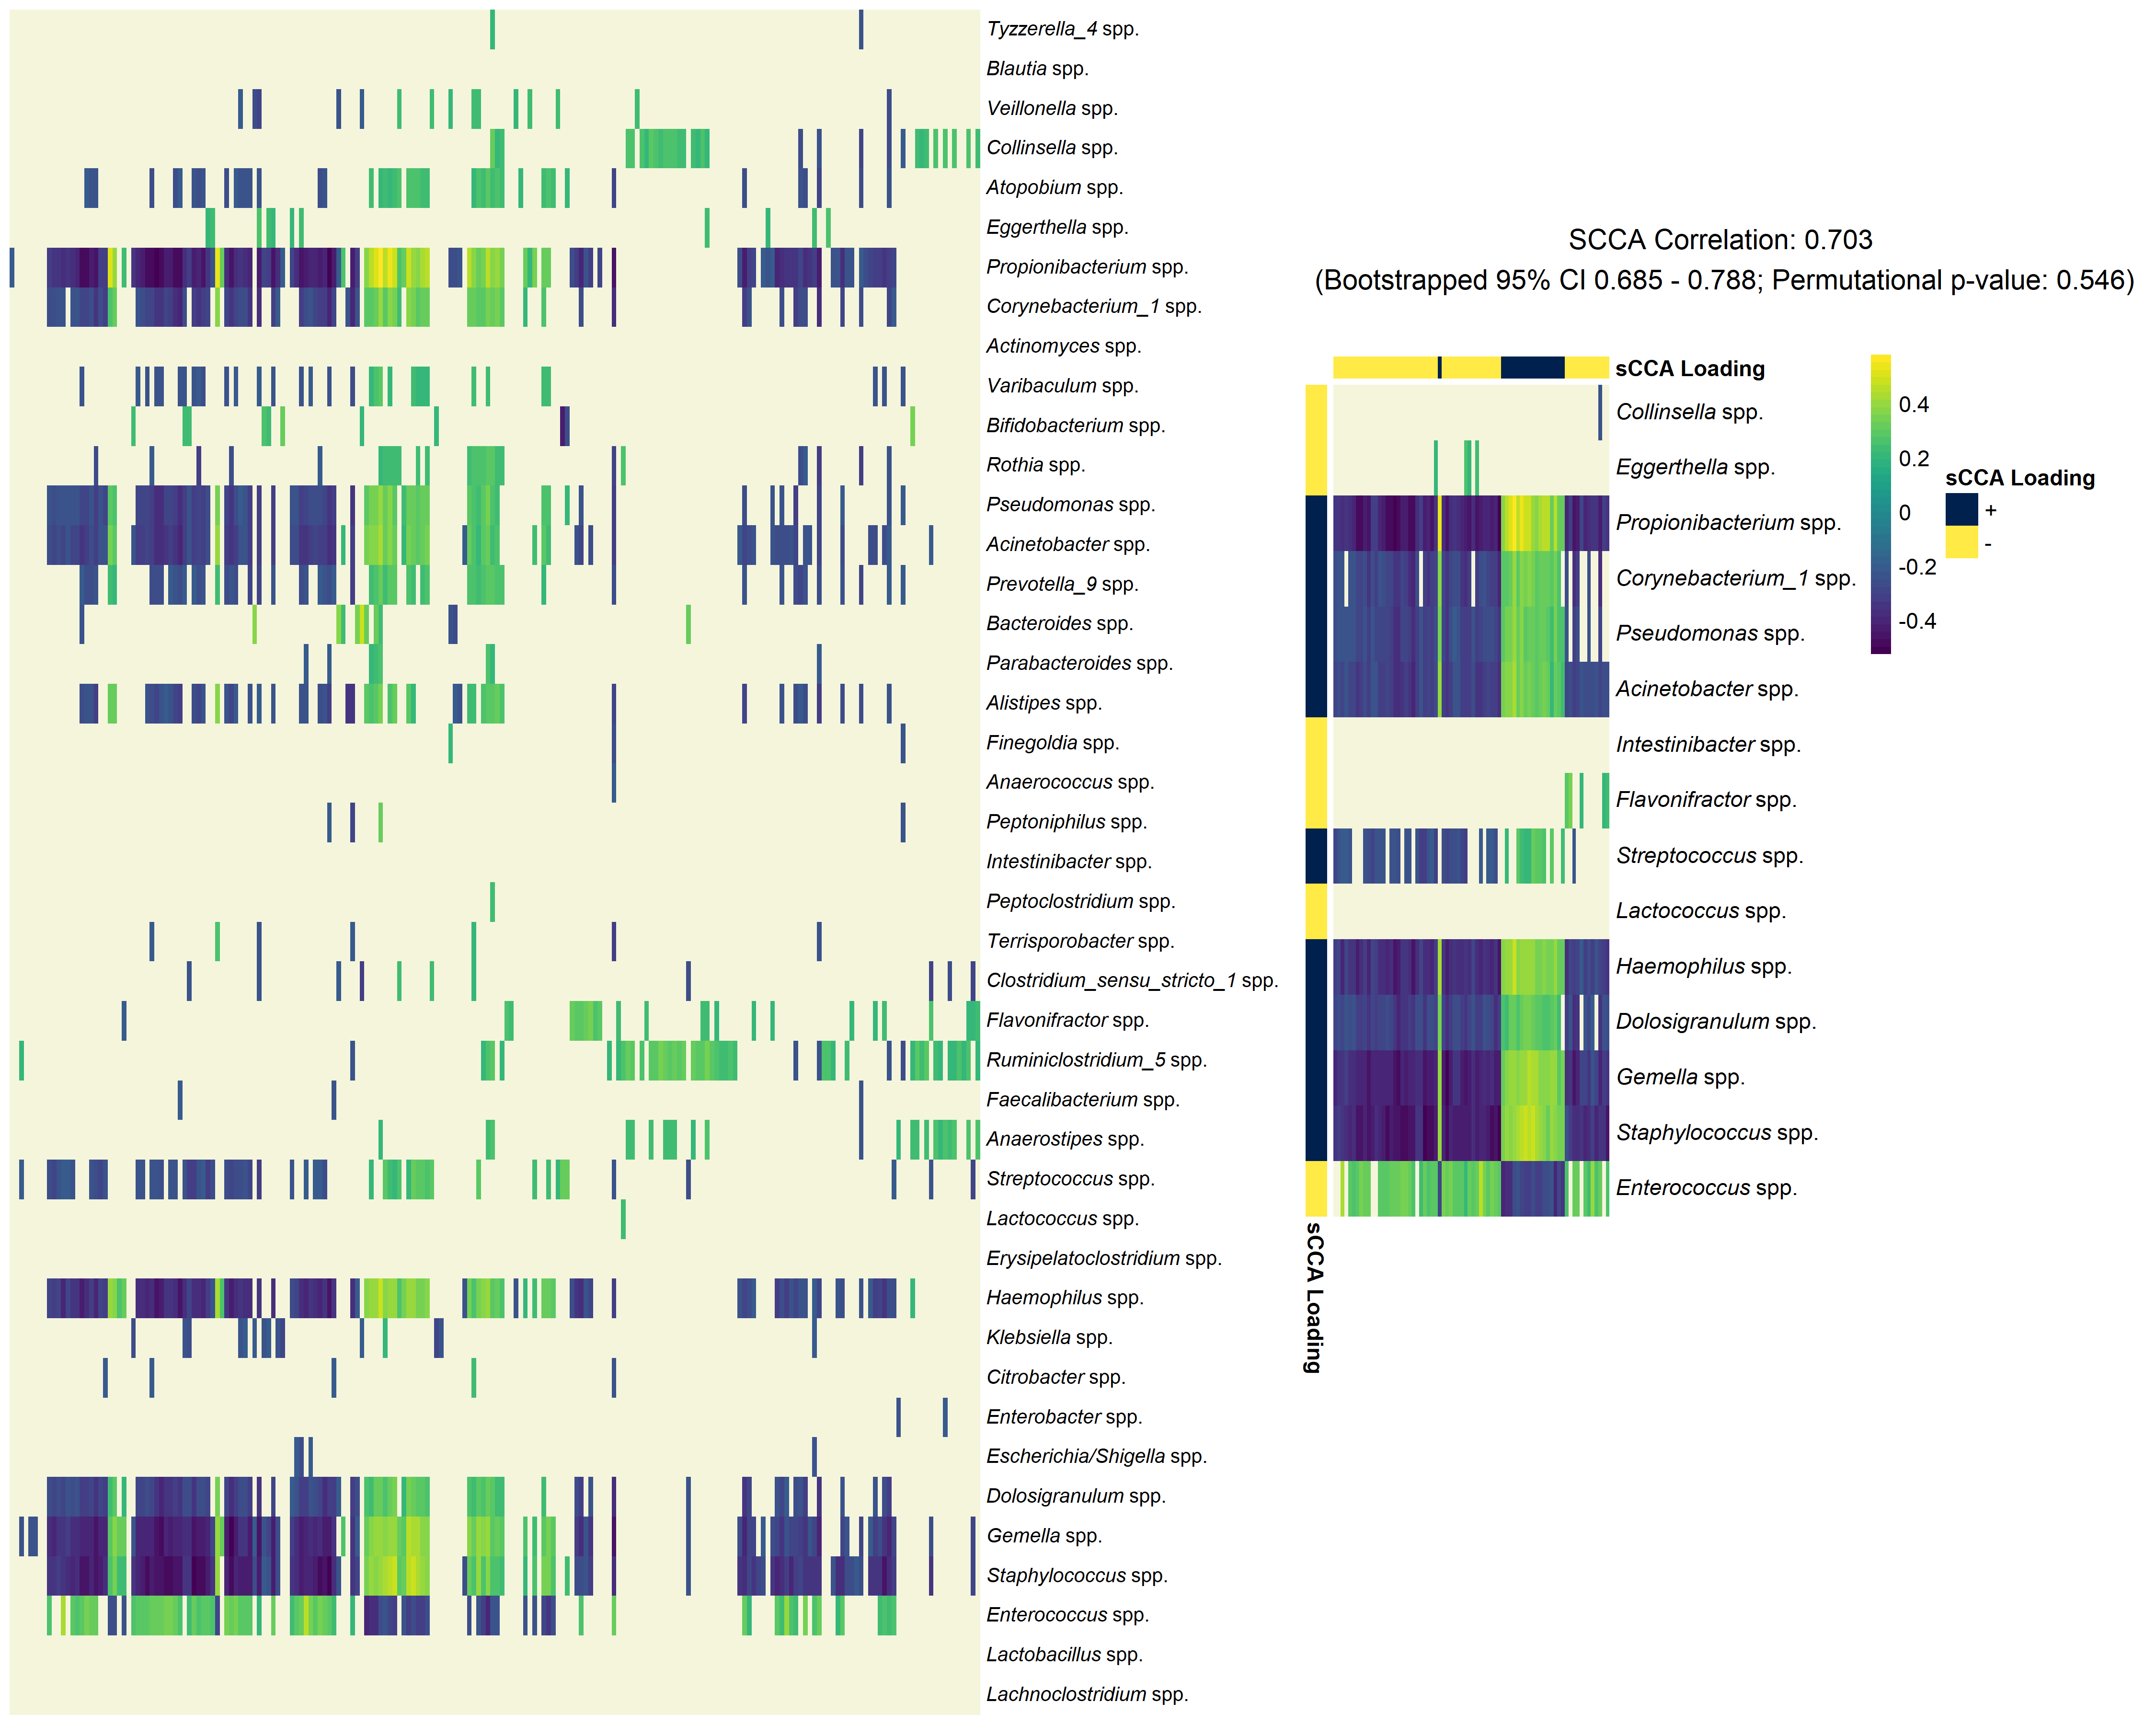 Tyzzerella_4 spp.
Blautia spp.
Veillonella spp.
Collinsella spp.
Atopobium spp.
Eggerthella spp.
Propionibacterium spp.
Corynebacterium_1 spp.
Actinomyces spp.
Varibaculum spp.
Bifidobacterium spp.
Rothia spp.
Pseudomonas spp.
Acinetobacter spp.
Prevotella_9 spp.
Bacteroides spp.
Parabacteroides spp.
Alistipes spp.
Finegoldia spp.
Anaerococcus spp.
Peptoniphilus spp.
Intestinibacter spp.
Peptoclostridium spp.
Terrisporobacter spp.
Clostridium_sensu_stricto_1 spp.
Flavonifractor spp.
Ruminiclostridium_5 spp.
Faecalibacterium spp.
Anaerostipes spp.
Streptococcus spp.
Lactococcus spp.
Erysipelatoclostridium spp.
Haemophilus spp.
Klebsiella spp.
Citrobacter spp.
Enterobacter spp.
Escherichia/Shigella spp.
Dolosigranulum spp.
Gemella spp.
Staphylococcus spp.
Enterococcus spp.
Lactobacillus spp.
Lachnoclostridium spp.
SCCA Correlation: 0.703
(Bootstrapped 95% CI 0.685 - 0.788; Permutational p-value: 0.546)
sCCA Loading
Collinsella spp.
Eggerthella spp.
Propionibacterium spp.
Corynebacterium_1 spp.
Pseudomonas spp.
Acinetobacter spp.
Intestinibacter spp.
Flavonifractor spp.
Streptococcus spp.
Lactococcus spp.
Haemophilus spp.
Dolosigranulum spp.
Gemella spp.
Staphylococcus spp.
Enterococcus spp.
sCCA Loading
0.4
0.2
0
-0.2
-0.4
sCCA Loading
+
-